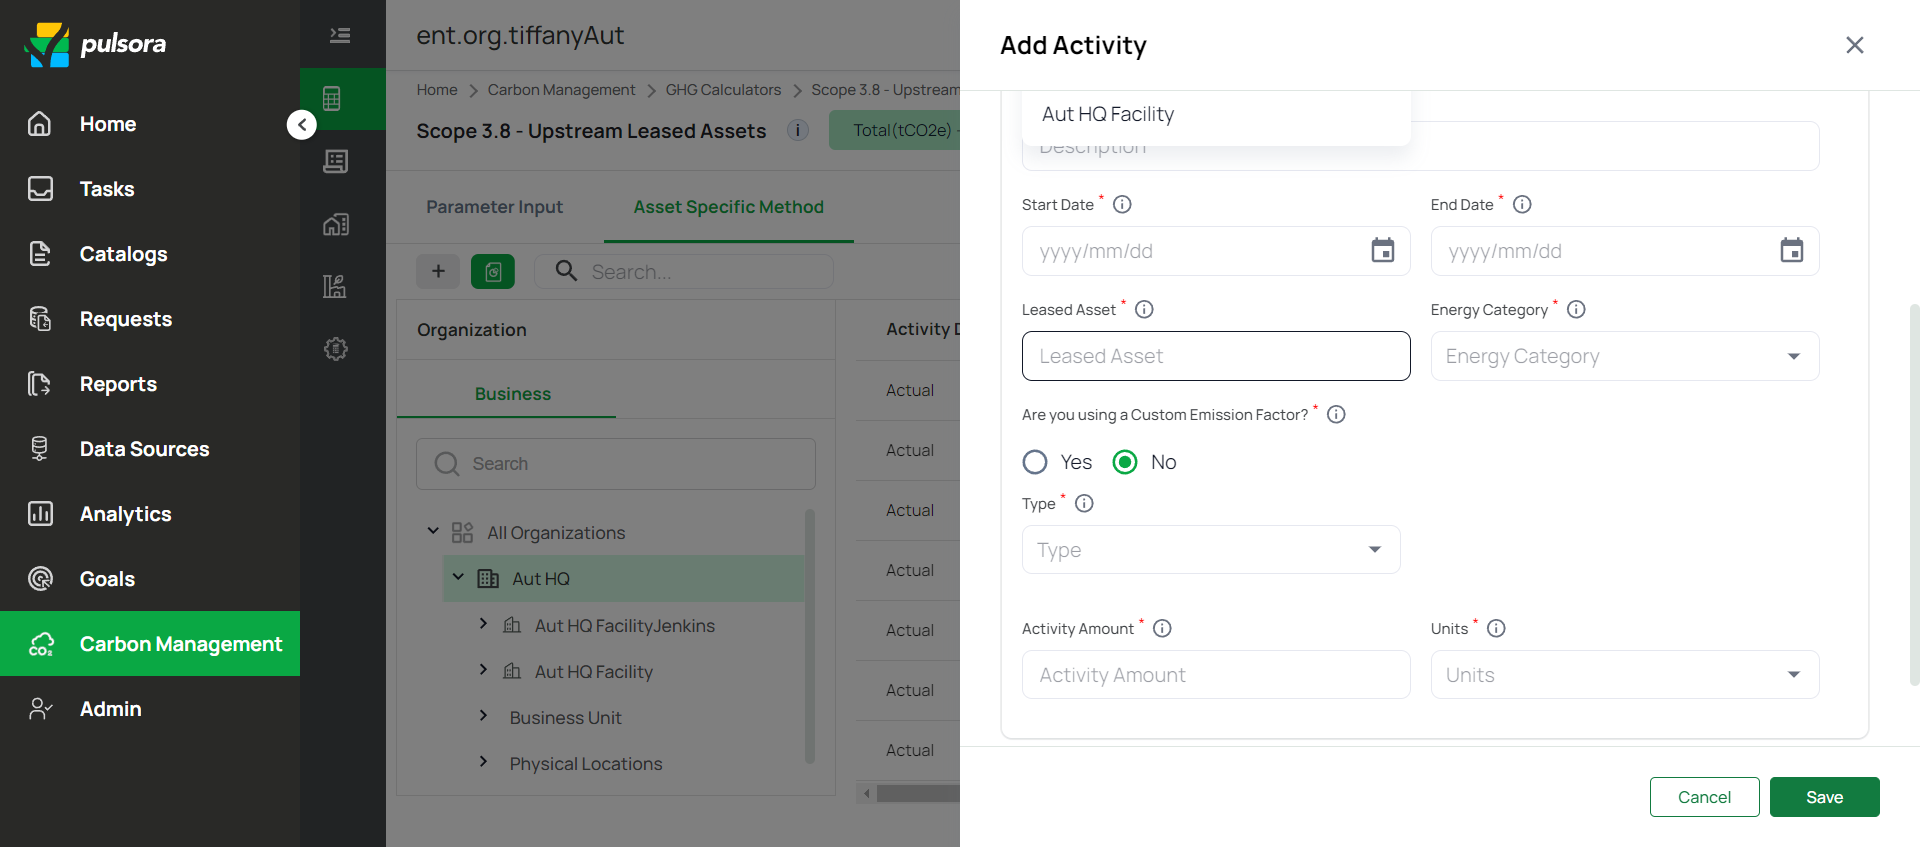 pulsora
Home
Tasks
Catalogs
Requests
Reports
Data Sources
Analytics
Goals
Carbon Management
Admin
ent.org.tiffanyAut
Home > Carbon Management > GHG Calculators > Scope 3.8 - Upstream
Scope 3.8 - Upstream Leased Assets
Total(tCO2e) -
Parameter Input
Asset Specific Method
Search...
Organization
Business
Search
All Organizations
Aut HQ
Aut HQ FacilityJenkins
Aut HQ Facility
Business Unit
Physical Locations
Activity D
Actual
Actual
Actual
Actual
Actual
Actual
Actual
Add Activity
Aut HQ Facility
Description
Start Date *
End Date *
yyyy/mm/dd
yyyy/mm/dd
Leased Asset *
Energy Category *
Leased Asset
Energy Category
Are you using a Custom Emission Factor? *
Yes
No
Type *
Type
Activity Amount *
Units *
Activity Amount
Units
Cancel
Save